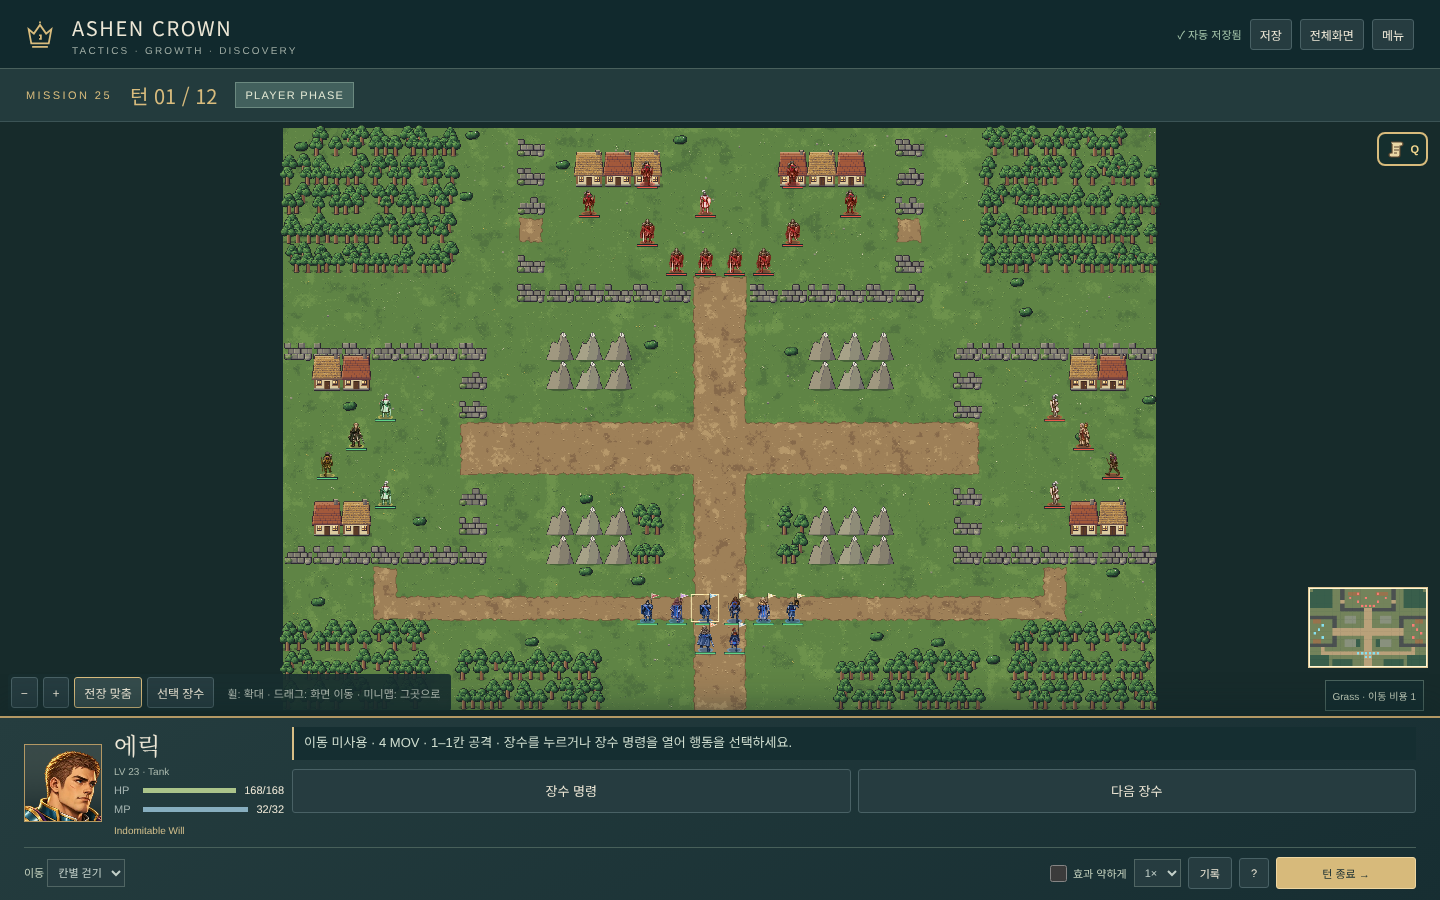 ASHEN CROWN
TACTICS · GROWTH · DISCOVERY
✓ 자동 저장됨
저장
전체화면
메뉴
MISSION 25
턴 01 / 12
PLAYER PHASE
Q
−
+
전장 맞춤
선택 장수
휠: 확대 · 드래그: 화면 이동 · 미니맵: 그곳으로
Grass · 이동 비용 1
에릭
LV 23 · Tank
HP 168/168
MP 32/32
Indomitable Will
이동 미사용 · 4 MOV · 1–1칸 공격 · 장수를 누르거나 장수 명령을 열어 행동을 선택하세요.
장수 명령
다음 장수
이동
칸별 걷기
효과 약하게
1×
기록
?
턴 종료 →